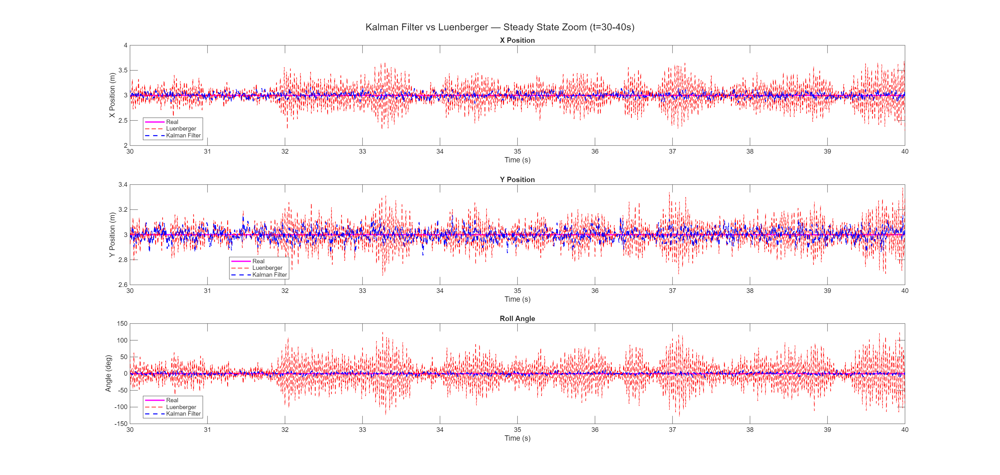 Kalman Filter vs Luenberger — Steady State Zoom (t=30-40s)
X Position
4
3.5
3
2.5
2
X Position (m)
Real
Luenberger
Kalman Filter
30 31 32 33 34 35 36 37 38 39 40
Time (s)
Y Position
3.4
3.2
3
2.8
2.6
Y Position (m)
Real
Luenberger
Kalman Filter
30 31 32 33 34 35 36 37 38 39 40
Time (s)
Roll Angle
150
100
50
0
-50
-100
-150
Angle (deg)
Real
Luenberger
Kalman Filter
30 31 32 33 34 35 36 37 38 39 40
Time (s)